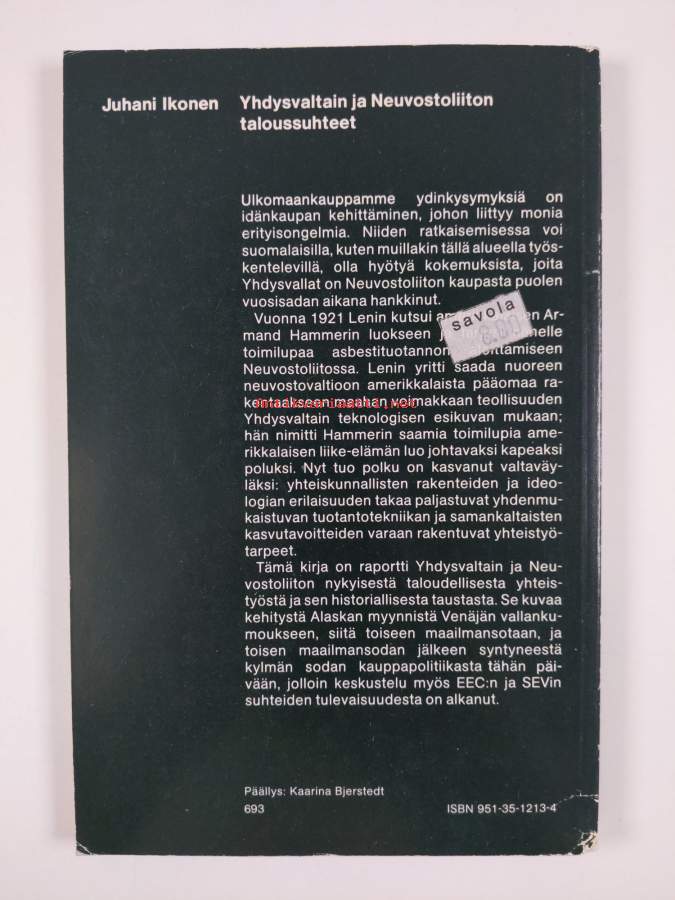 Juhani Ikonen Yhdysvaltain ja Neuvostoliiton
taloussuhteet
Ulkomaankauppamme ydinkysymyksiä on
idänkaupan kehittäminen, johon liittyy monia
erityisongelmia. Niiden ratkaisemisessa voi
suomalaisilla, kuten muillakin tällä alueella työs-
kentelevillä, olla hyötyä kokemuksista, joita
Yhdysvallat on Neuvostoliiton kaupasta puolen
vuosisadan aikana hankkinut.
Vuonna 1921 Lenin kutsui Ar-
mand Hammerin luokseen
toimilupaa asbestituotannon
Neuvostoliitossa. Lenin yritti saada nuoreen
neuvostovaltioon amerikkalaista pääomaa ra-
kentaakseen maahan voimakkaan teollisuuden
Yhdysvaltain teknologisen esikuvan mukaan;
hän nimitti Hammerin saamia toimilupia ame-
rikkalaisen liike-elämän luo johtavaksi kapeaksi
poluksi. Nyt tuo polku on kasvanut valtaväy-
läksi: yhteiskunnallisten rakenteiden ja ideo-
logian erilaisuuden takaa paljastuvat yhdenmu-
kaistuvan tuotantotekniikan ja samankaltaisten
kasvutavoitteiden varaan rakentuvat yhteistyö-
tarpeet.
Tämä kirja on raportti Yhdysvaltain ja Neu-
vostoliiton nykyisestä taloudellisesta yhteis-
työstä ja sen historiallisesta taustasta. Se kuvaa
kehitystä Alaskan myynnistä Venäjän vallanku-
moukseen, siitä toiseen maailmansotaan, ja
toisen maailmansodan jälkeen syntyneestä
kylmän sodan kauppapolitiikasta tähän päi-
vään, jolloin keskustelu myös EEC:n ja SEVin
suhteiden tulevaisuudesta on alkanut.
savola
8.00
Antikvariaatti.net
Päällys: Kaarina Bjerstedt
693 ISBN 951-35-1213-4